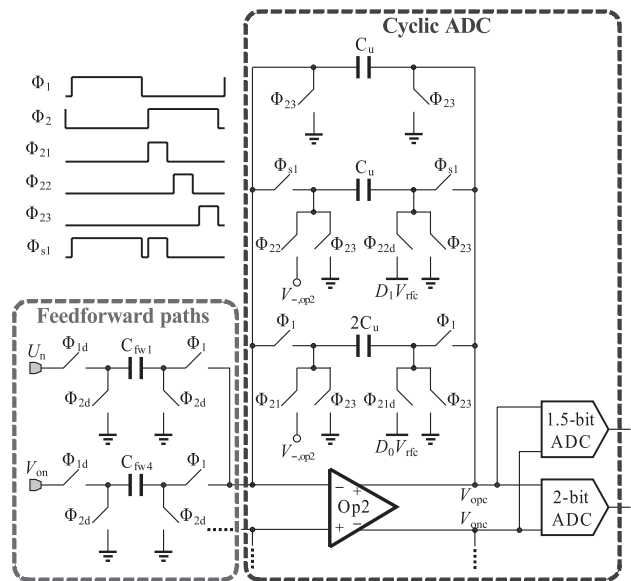 Cyclic ADC
Φ1
Φ2
Φ21
Φ22
Φ23
Φs1
Cu
Φ23 Φ23
Φs1 Cu Φs1
Φ22 Φ23 Φ22d Φ23
V−,op2 D1Vrfc
Φ1 2Cu Φ1
Φ21 Φ23 Φ21d Φ23
V−,op2 D0Vrfc
Feedforward paths
Un Φ1d Cfw1 Φ1
Φ2d Φ2d
Von Φ1d Cfw4 Φ1
Φ2d Φ2d
− +
Op2
+ −
Vopc
Vonc
1.5-bit
ADC
2-bit
ADC